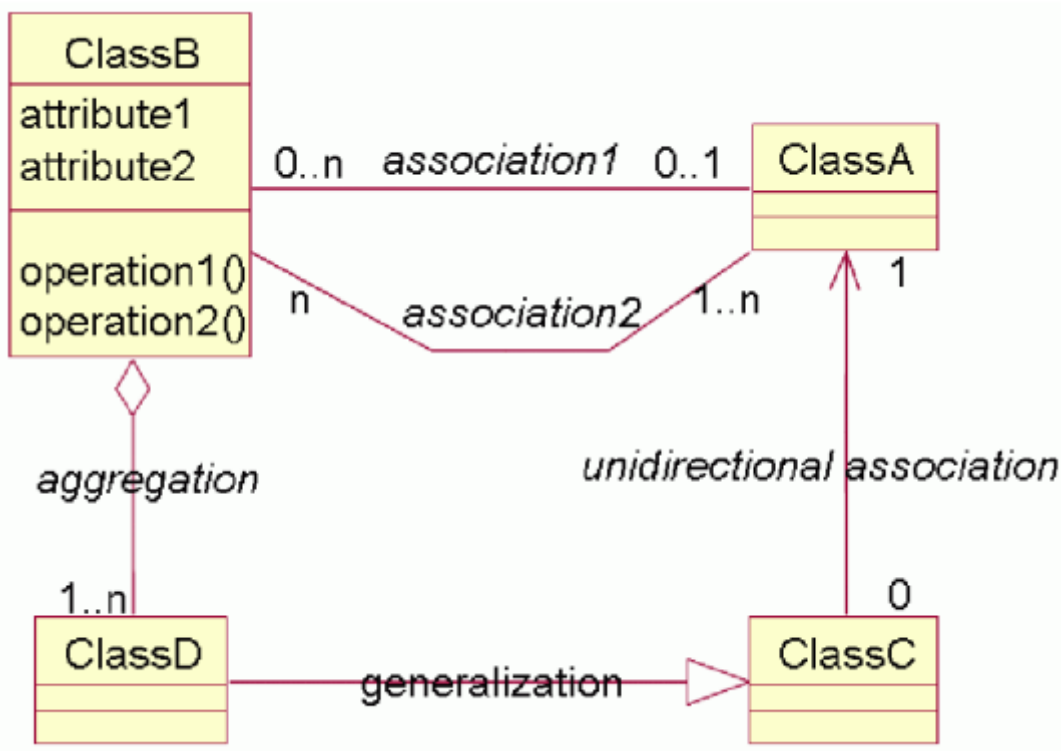 ClassB
attribute1
attribute2
operation1()
operation2()
0..n association1 0..1
ClassA
n association2 1..n
1
aggregation
unidirectional association
1..n
0
ClassD
generalization
ClassC